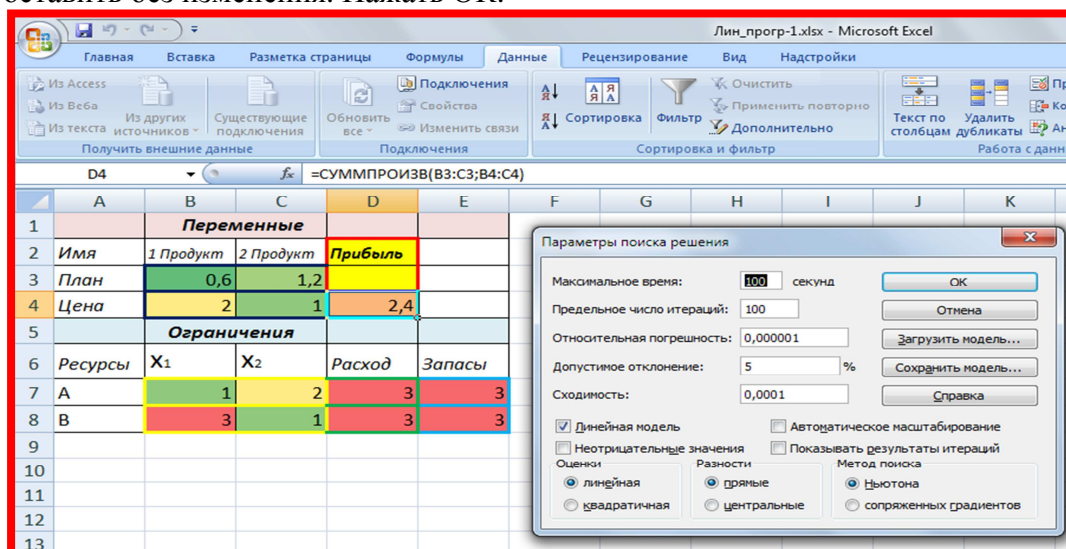 оставить без изменения. Нажать ОК.
Лин_прогр-1.xlsx - Microsoft Excel
Главная Вставка Разметка страницы Формулы Данные Рецензирование Вид Надстройки
Из Access
Из Веба
Из текста
Из других источников
Существующие подключения
Получить внешние данные
Обновить все
Подключения
Свойства
Изменить связи
Подключения
Сортировка
Фильтр
Очистить
Применить повторно
Дополнительно
Сортировка и фильтр
Текст по столбцам
Удалить дубликаты
Работа с данн
D4 fx =СУММПРОИЗВ(B3:C3;B4:C4)
A B C D E F G H I J K
1 Переменные
2 Имя 1 Продукт 2 Продукт Прибыль
3 План 0,6 1,2
4 Цена 2 1 2,4
5 Ограничения
6 Ресурсы X1 X2 Расход Запасы
7 А 1 2 3 3
8 В 3 1 3 3
9
10
11
12
13
Параметры поиска решения
Максимальное время: 100 секунд ОК
Предельное число итераций: 100 Отмена
Относительная погрешность: 0,000001 Загрузить модель...
Допустимое отклонение: 5 % Сохранить модель...
Сходимость: 0,0001 Справка
Линейная модель Автоматическое масштабирование
Неотрицательные значения Показывать результаты итераций
Оценки Разности Метод поиска
линейная прямые Ньютона
квадратичная центральные сопряженных градиентов